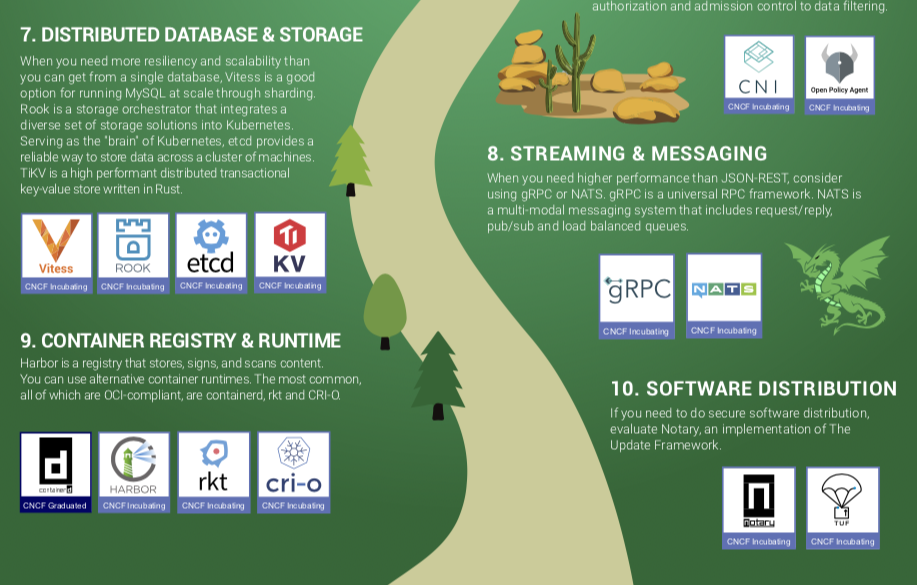 authorization and admission control to data filtering.
CNI
CNCF Incubating
Open Policy Agent
CNCF Incubating
7. DISTRIBUTED DATABASE & STORAGE
When you need more resiliency and scalability than
you can get from a single database, Vitess is a good
option for running MySQL at scale through sharding.
Rook is a storage orchestrator that integrates a
diverse set of storage solutions into Kubernetes.
Serving as the "brain" of Kubernetes, etcd provides a
reliable way to store data across a cluster of machines.
TiKV is a high performant distributed transactional
key-value store written in Rust.
Vitess
CNCF Incubating
ROOK
CNCF Incubating
etcd
CNCF Incubating
TI
KV
CNCF Incubating
8. STREAMING & MESSAGING
When you need higher performance than JSON-REST, consider
using gRPC or NATS. gRPC is a universal RPC framework. NATS is
a multi-modal messaging system that includes request/reply,
pub/sub and load balanced queues.
gRPC
CNCF Incubating
NATS
CNCF Incubating
9. CONTAINER REGISTRY & RUNTIME
Harbor is a registry that stores, signs, and scans content.
You can use alternative container runtimes. The most common,
all of which are OCI-compliant, are containerd, rkt and CRI-O.
d
containerd
CNCF Graduated
HARBOR
CNCF Incubating
rkt
CNCF Incubating
cri-o
CNCF Incubating
10. SOFTWARE DISTRIBUTION
If you need to do secure software distribution,
evaluate Notary, an implementation of The
Update Framework.
n
notary
CNCF Incubating
TUF
CNCF Incubating